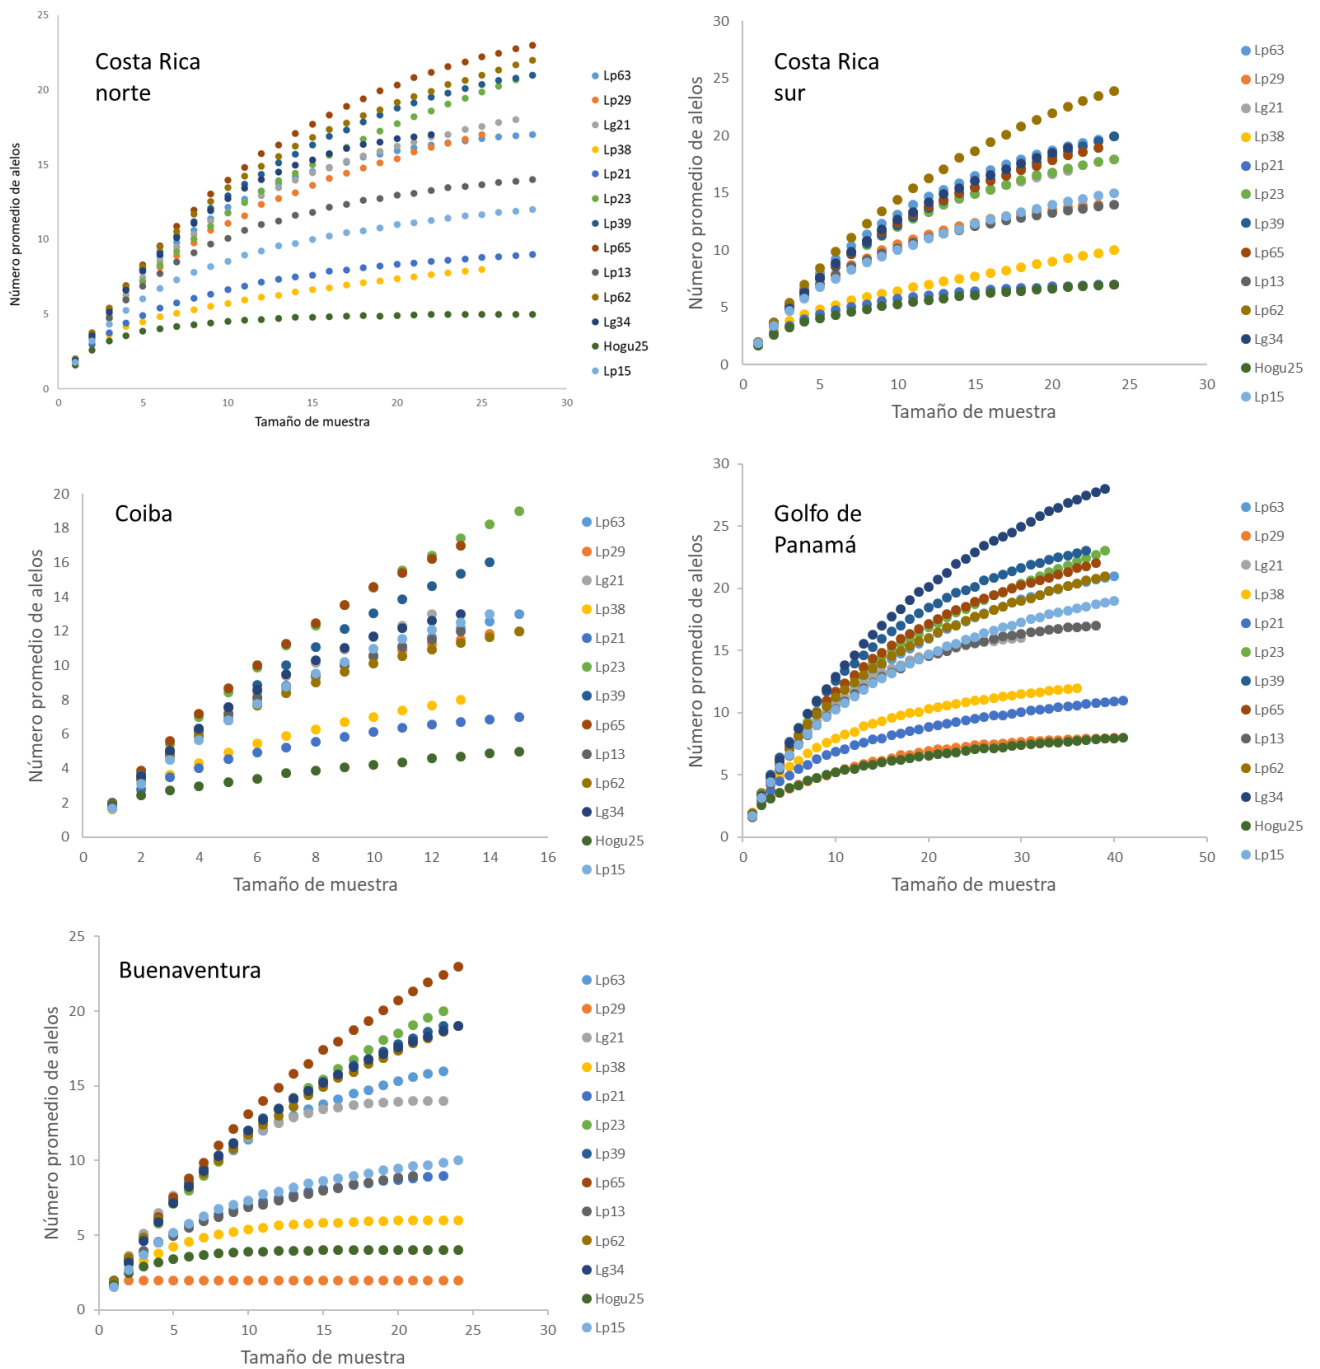 Costa Rica
norte
Número promedio de alelos
25
20
15
10
5
0
0 5 10 15 20 25 30
Tamaño de muestra
Lp63
Lp29
Lg21
Lp38
Lp21
Lp23
Lp39
Lp65
Lp13
Lp62
Lg34
Hogu25
Lp15
Costa Rica
sur
Número promedio de alelos
30
25
20
15
10
5
0
0 5 10 15 20 25 30
Tamaño de muestra
Lp63
Lp29
Lg21
Lp38
Lp21
Lp23
Lp39
Lp65
Lp13
Lp62
Lg34
Hogu25
Lp15
Coiba
Número promedio de alelos
20
18
16
14
12
10
8
6
4
2
0
0 2 4 6 8 10 12 14 16
Tamaño de muestra
Lp63
Lp29
Lg21
Lp38
Lp21
Lp23
Lp39
Lp65
Lp13
Lp62
Lg34
Hogu25
Lp15
Golfo de
Panamá
Número promedio de alelos
30
25
20
15
10
5
0
0 10 20 30 40 50
Tamaño de muestra
Lp63
Lp29
Lg21
Lp38
Lp21
Lp23
Lp39
Lp65
Lp13
Lp62
Lg34
Hogu25
Lp15
Buenaventura
Número promedio de alelos
25
20
15
10
5
0
0 5 10 15 20 25 30
Tamaño de muestra
Lp63
Lp29
Lg21
Lp38
Lp21
Lp23
Lp39
Lp65
Lp13
Lp62
Lg34
Hogu25
Lp15